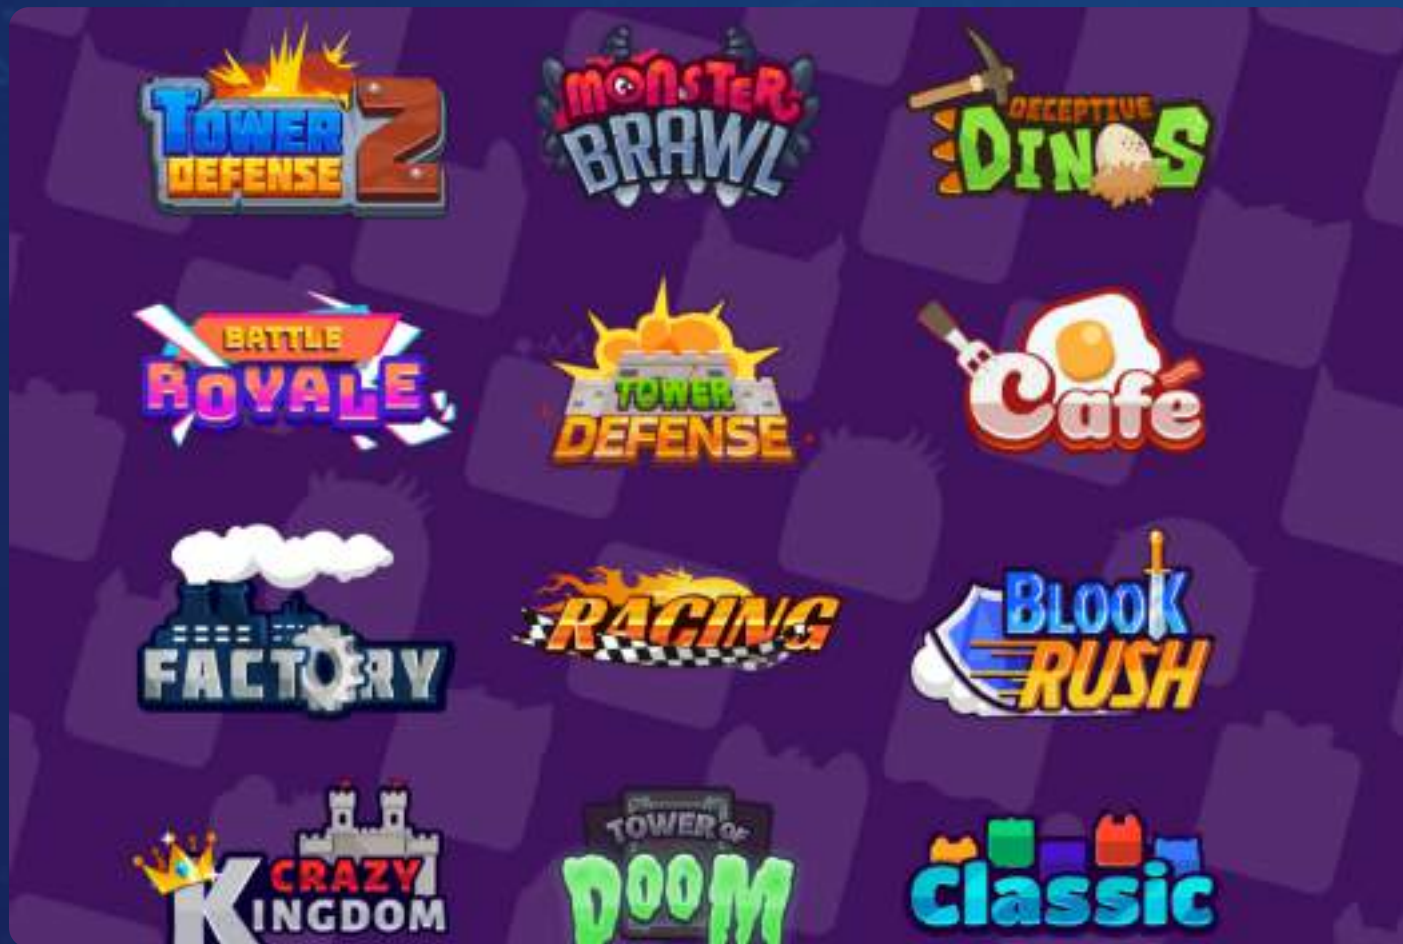 TOWER
DEFENSE 2
MONSTER
BRAWL
DECEPTIVE
DINOS
BATTLE
ROYALE
TOWER
DEFENSE
Café
FACTORY
RACING
BLOOK
RUSH
CRAZY
KINGDOM
TOWER OF
DOOM
Classic